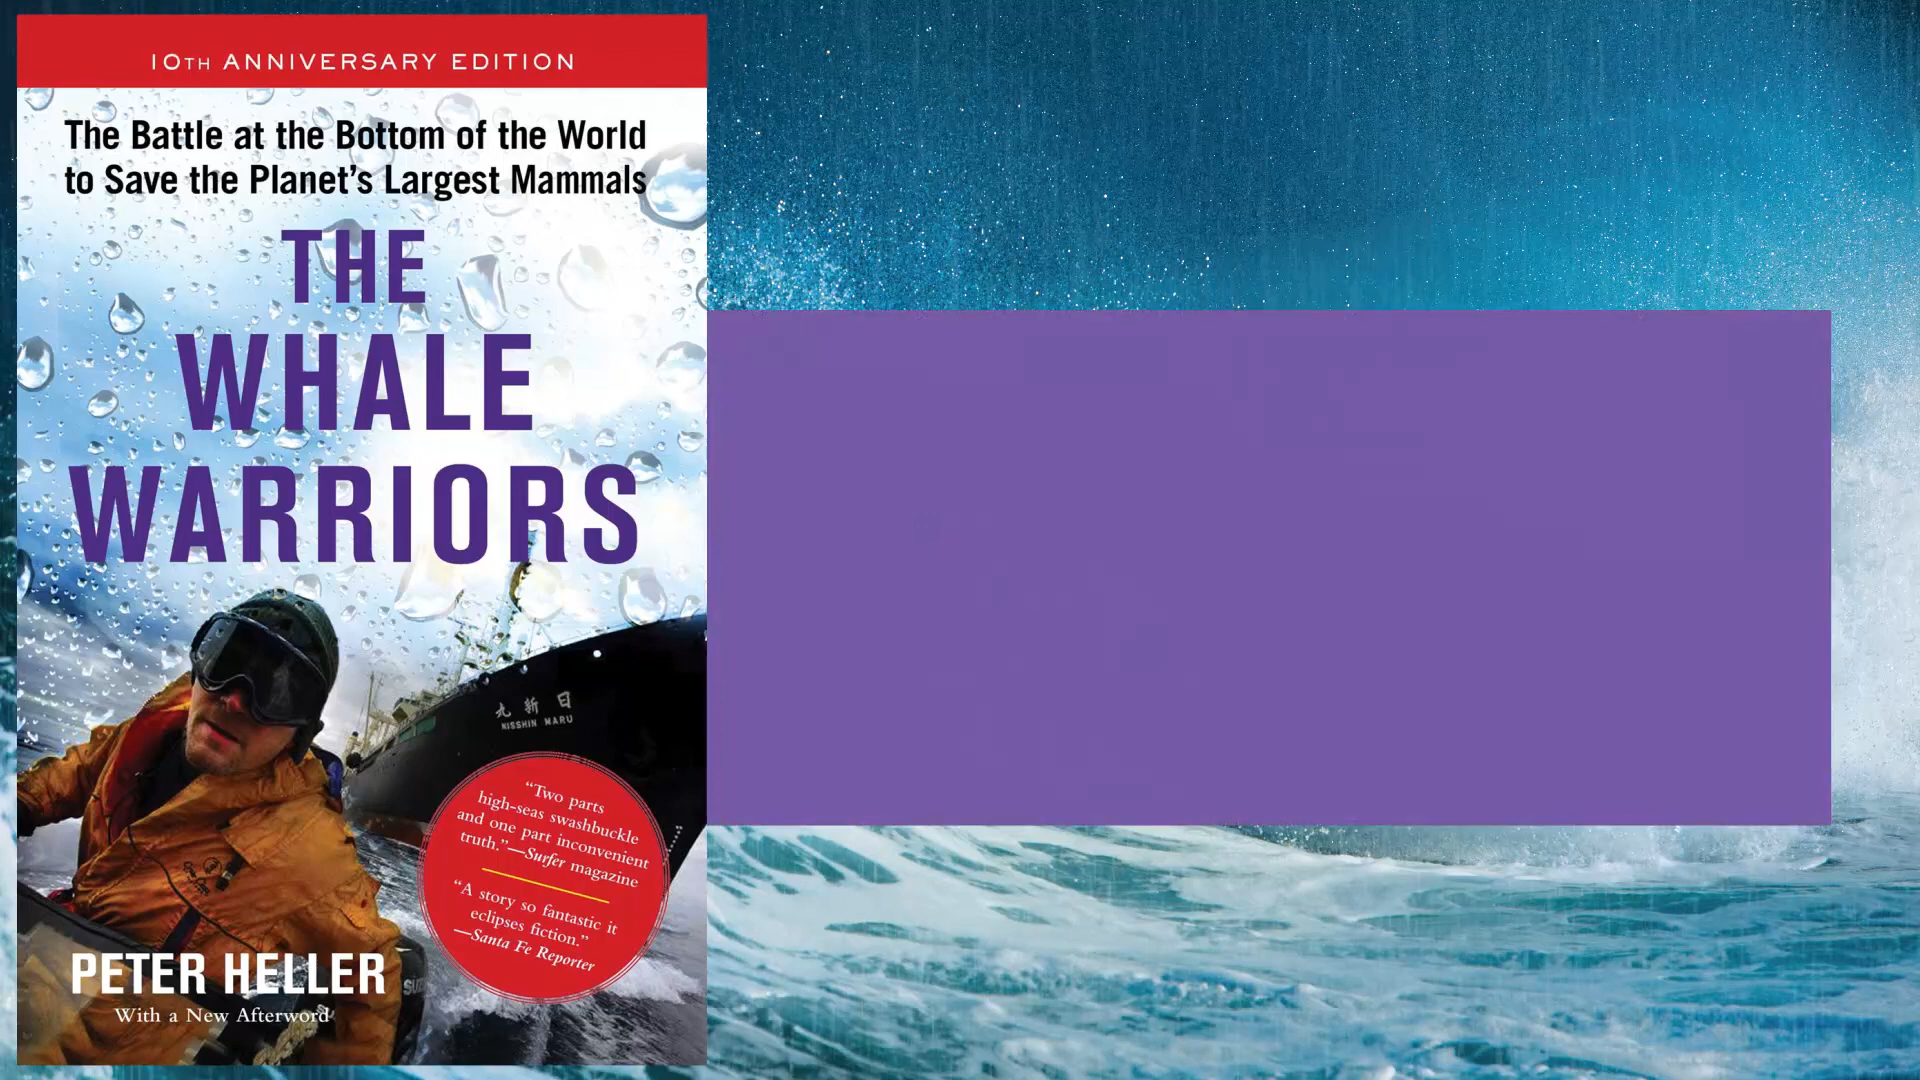 10TH ANNIVERSARY EDITION
The Battle at the Bottom of the World
to Save the Planet's Largest Mammals
THE
WHALE
WARRIORS
丸新日
NISSHIN MARU
"Two parts
high-seas swashbuckle
and one part inconvenient
truth."—Surfer magazine
"A story so fantastic it
eclipses fiction."
—Santa Fe Reporter
PETER HELLER
With a New Afterword